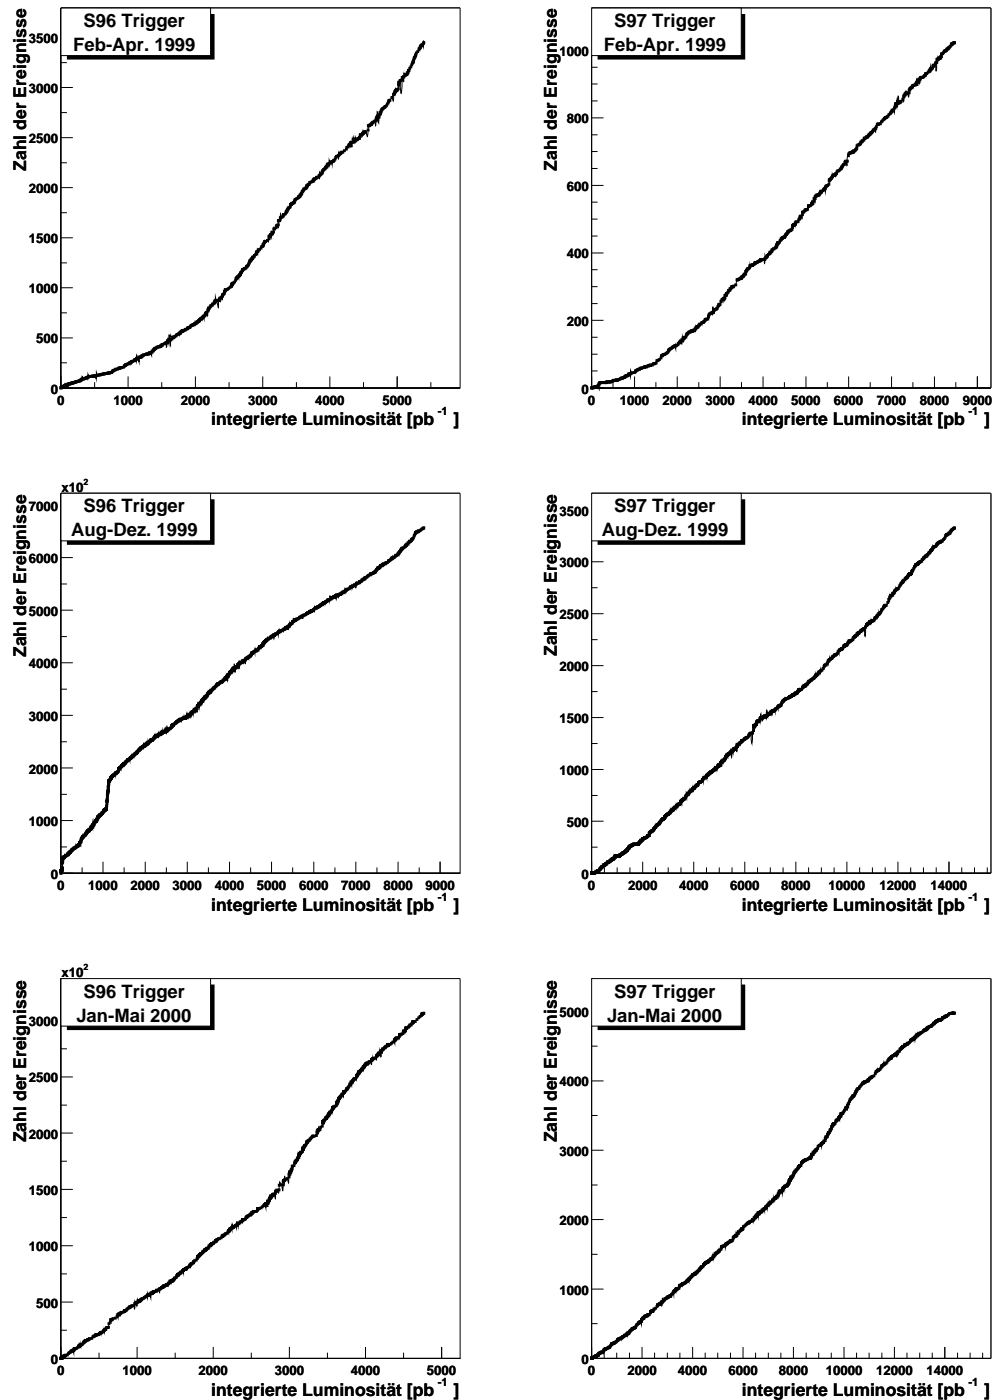 S96 Trigger
Feb-Apr. 1999
Zahl der Ereignisse
3500
3000
2500
2000
1500
1000
500
0
0 1000 2000 3000 4000 5000
integrierte Luminosität [pb⁻¹ ]
S97 Trigger
Feb-Apr. 1999
Zahl der Ereignisse
1000
800
600
400
200
0
0 1000 2000 3000 4000 5000 6000 7000 8000 9000
integrierte Luminosität [pb⁻¹ ]
x10²
S96 Trigger
Aug-Dez. 1999
Zahl der Ereignisse
7000
6000
5000
4000
3000
2000
1000
0
0 1000 2000 3000 4000 5000 6000 7000 8000 9000
integrierte Luminosität [pb⁻¹ ]
S97 Trigger
Aug-Dez. 1999
Zahl der Ereignisse
3500
3000
2500
2000
1500
1000
500
0
0 2000 4000 6000 8000 10000 12000 14000
integrierte Luminosität [pb⁻¹ ]
x10²
S96 Trigger
Jan-Mai 2000
Zahl der Ereignisse
3000
2500
2000
1500
1000
500
0
0 1000 2000 3000 4000 5000
integrierte Luminosität [pb⁻¹ ]
S97 Trigger
Jan-Mai 2000
Zahl der Ereignisse
5000
4000
3000
2000
1000
0
0 2000 4000 6000 8000 10000 12000 14000
integrierte Luminosität [pb⁻¹ ]